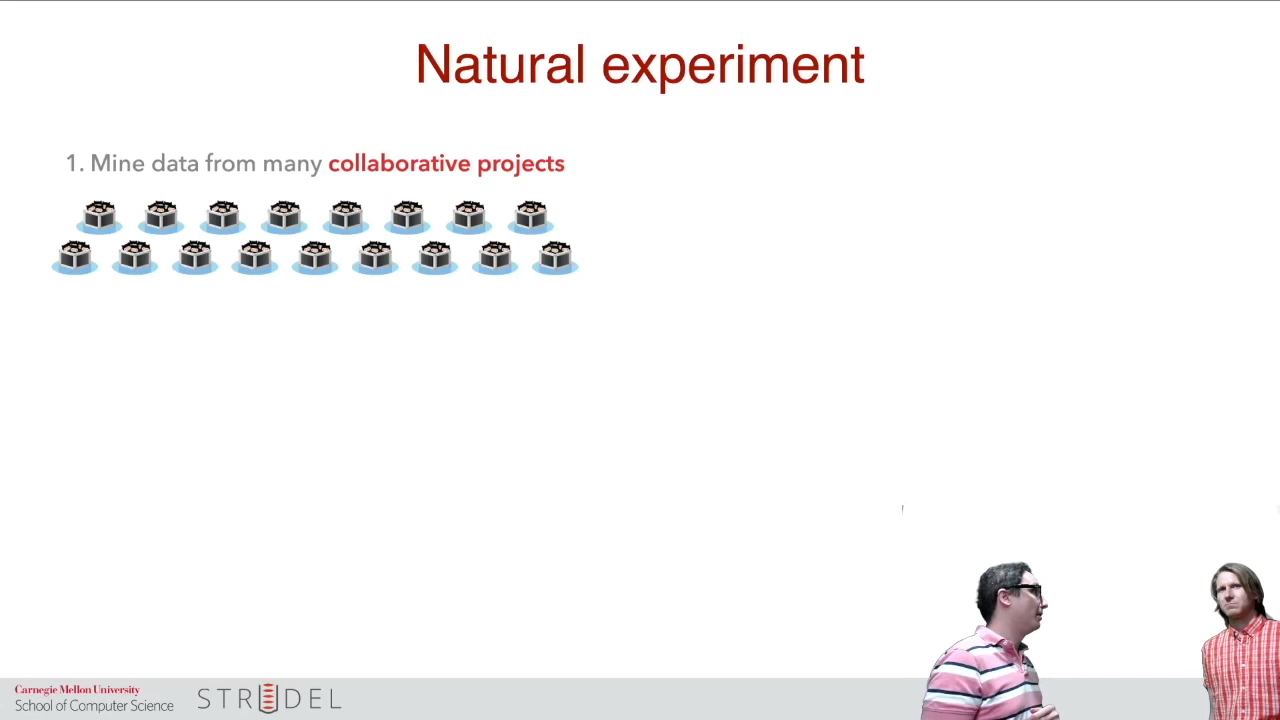 Natural experiment
1. Mine data from many collaborative projects
Carnegie Mellon University
School of Computer Science
STRUDEL